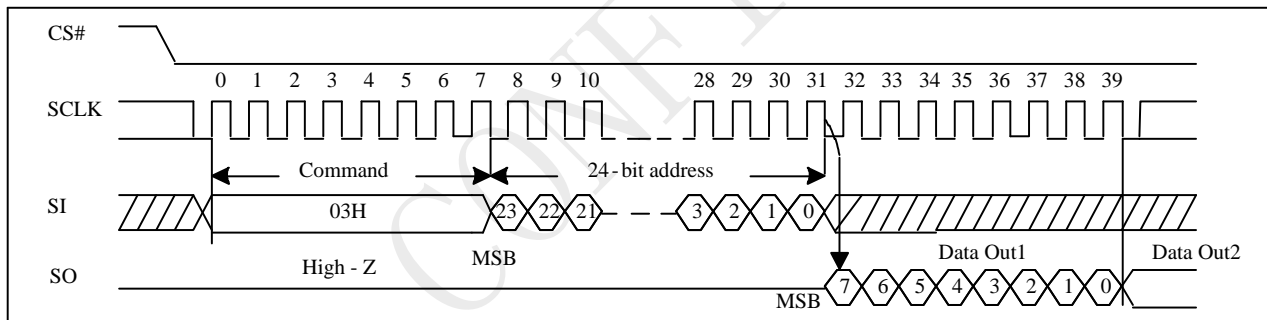 CS#
0 1 2 3 4 5 6 7 8 9 10 28 29 30 31 32 33 34 35 36 37 38 39
SCLK
Command 24-bit address
SI 03H 23 22 21 3 2 1 0
High - Z MSB Data Out1 Data Out2
SO MSB 7 6 5 4 3 2 1 0